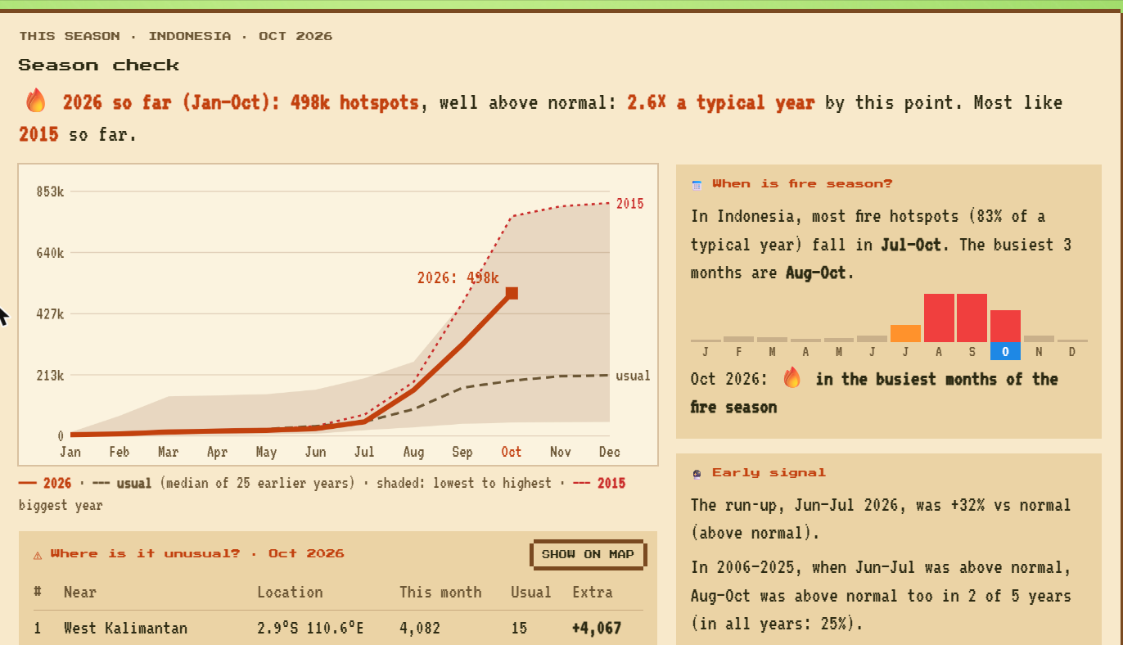 THIS SEASON · INDONESIA · OCT 2026
Season check
2026 so far (Jan-Oct): 498k hotspots, well above normal: 2.6X a typical year by this point. Most like
2015 so far.
853k
640k
427k
213k
0
2015
2026: 498k
usual
Jan Feb Mar Apr May Jun Jul Aug Sep Oct Nov Dec
2026 · usual (median of 25 earlier years) · shaded: lowest to highest · 2015
biggest year
Where is it unusual? · Oct 2026
SHOW ON MAP
# Near Location This month Usual Extra
1 West Kalimantan 2.9°S 110.6°E 4,082 15 +4,067
When is fire season?
In Indonesia, most fire hotspots (83% of a
typical year) fall in Jul-Oct. The busiest 3
months are Aug-Oct.
J F M A M J J A S O N D
Oct 2026: in the busiest months of the
fire season
Early signal
The run-up, Jun-Jul 2026, was +32% vs normal
(above normal).
In 2006-2025, when Jun-Jul was above normal,
Aug-Oct was above normal too in 2 of 5 years
(in all years: 25%).